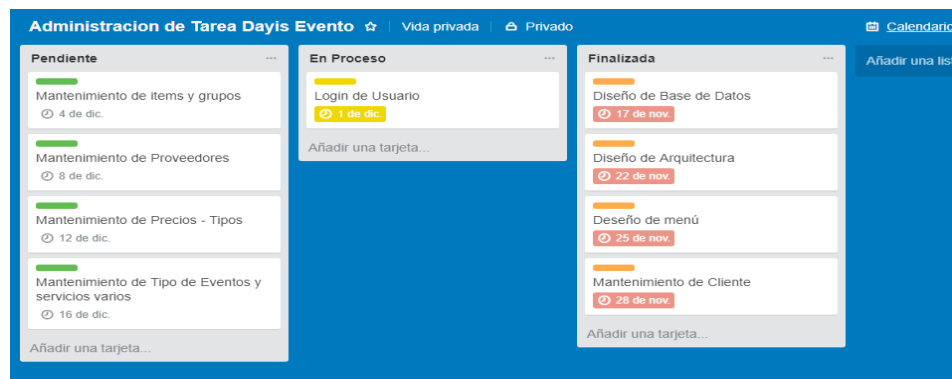 Administracion de Tarea Dayis Evento
Vida privada
Privado
Calendario
Pendiente
Mantenimiento de items y grupos
4 de dic.
Mantenimiento de Proveedores
8 de dic.
Mantenimiento de Precios - Tipos
12 de dic.
Mantenimiento de Tipo de Eventos y
servicios varios
16 de dic.
Añadir una tarjeta...
En Proceso
Login de Usuario
1 de dic.
Añadir una tarjeta...
Finalizada
Diseño de Base de Datos
17 de nov.
Diseño de Arquitectura
22 de nov.
Deseño de menú
25 de nov.
Mantenimiento de Cliente
28 de nov.
Añadir una tarjeta...
Añadir una lis